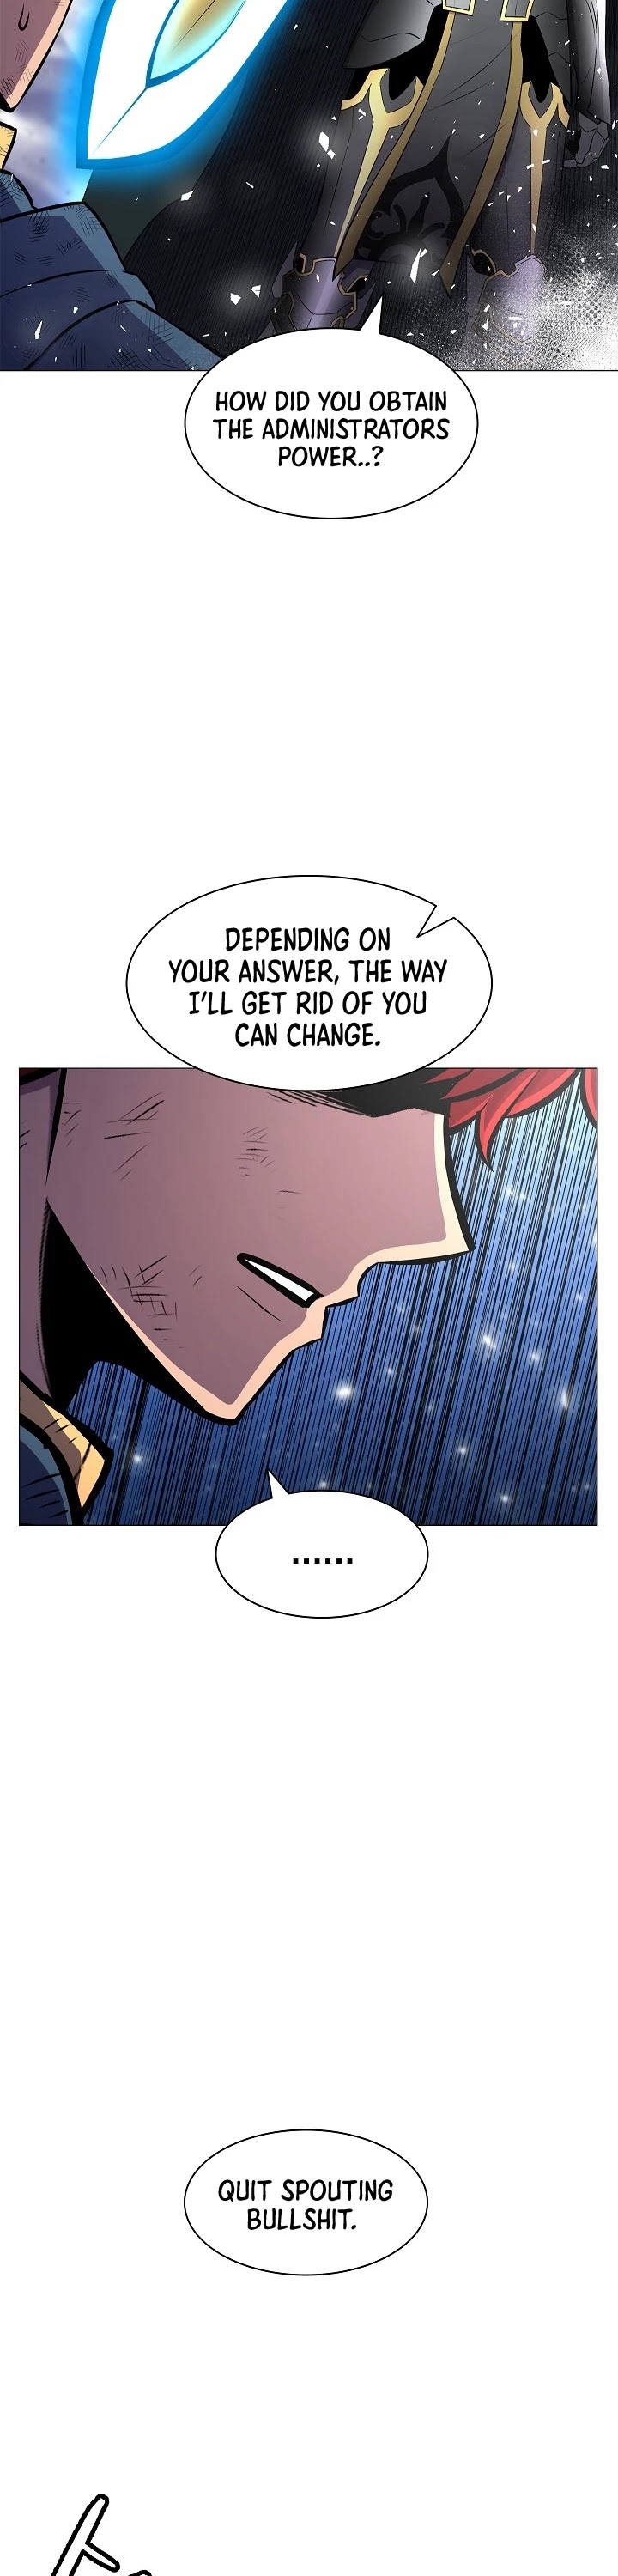 HOW DID YOU OBTAIN
THE ADMINISTRATORS
POWER..?
DEPENDING ON
YOUR ANSWER, THE WAY
I'LL GET RID OF YOU
CAN CHANGE.
......
QUIT SPOUTING
BULLSHIT.